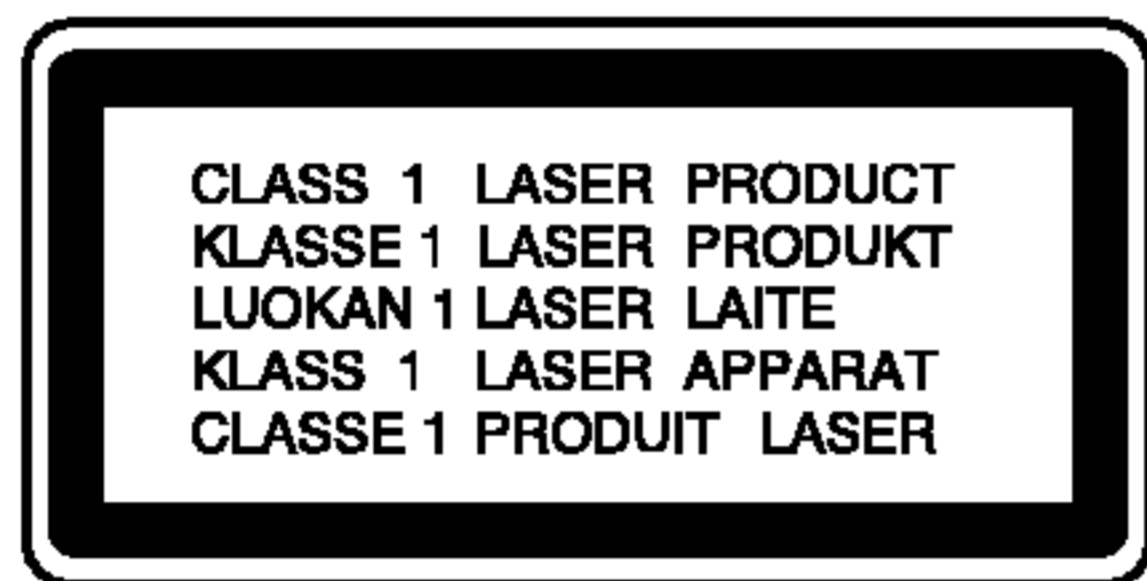 CLASS 1 LASER PRODUCT
KLASSE 1 LASER PRODUKT
LUOKAN 1 LASER LAITE
KLASS 1 LASER APPARAT
CLASSE 1 PRODUIT LASER